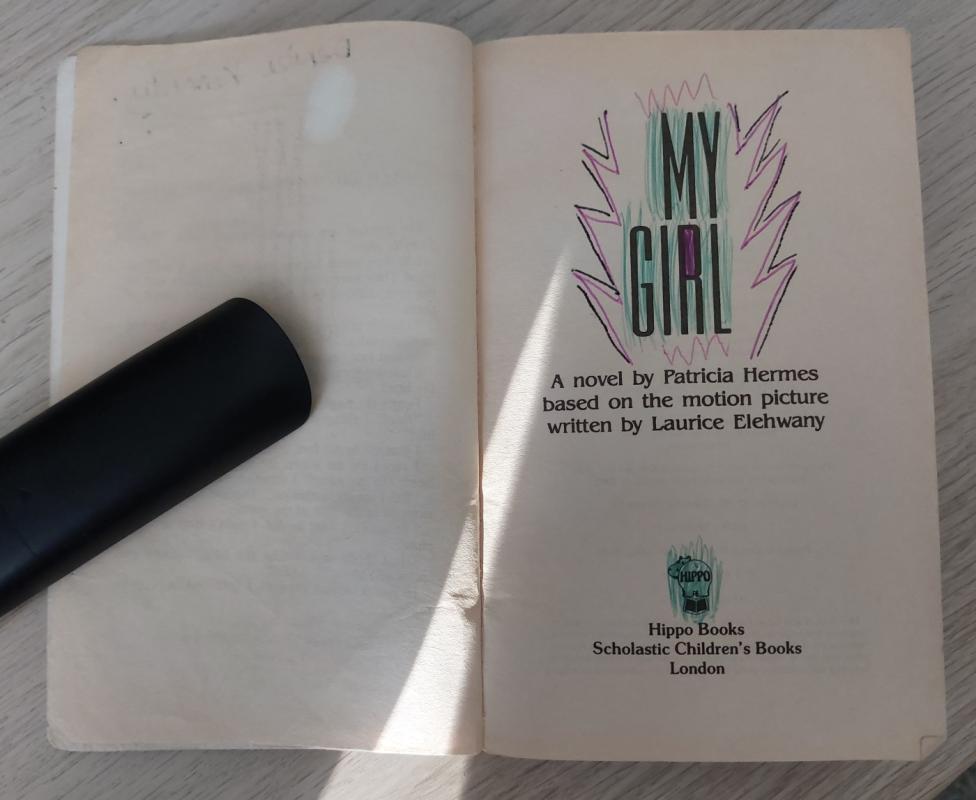 MY
GIRL
A novel by Patricia Hermes
based on the motion picture
written by Laurice Elehwany
HIPPO
Hippo Books
Scholastic Children's Books
London